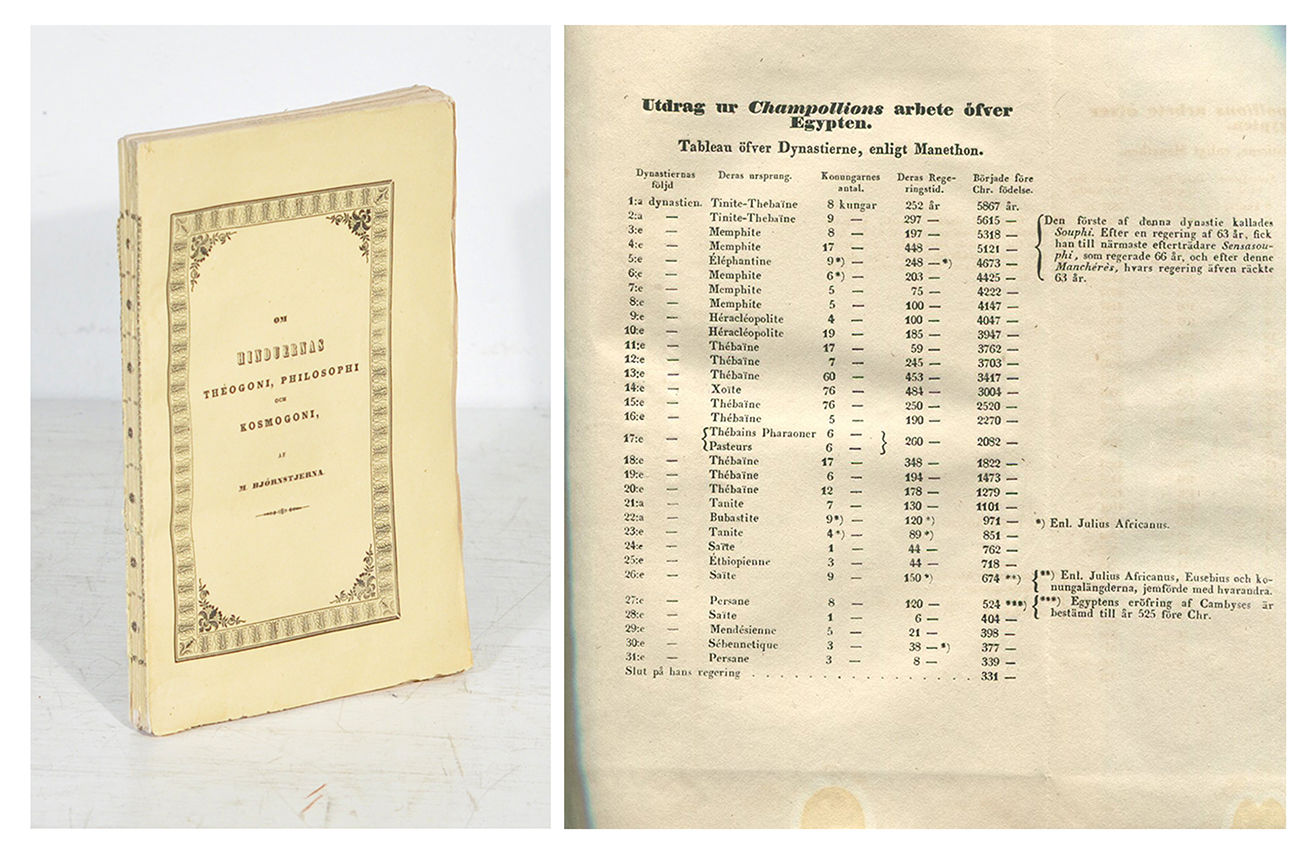 OM
HINDUERNAS
THEOGONI, PHILOSOPHI
OCH
KOSMOGONI,
AF
M. BJÖRNSTJERNA.
Utdrag ur Champollions arbete öfver
Egypten.
Tableau öfver Dynastierne, enligt Manethon.
Dynastiernas följd Deras ursprung. Konungarnes antal. Deras Regeringstid. Började före Chr. födelse.
1:a dynastien. Tinite-Thebaïne 8 kungar 252 år 5867 år.
2:a — Tinite-Thebaïne 9 — 297 — 5615 —
3:e — Memphite 8 — 197 — 5318 —
4:e — Memphite 17 — 448 — 5121 —
5:e — Éléphantine 9*) — 248 —*) 4673 —
6:e — Memphite 6*) — 203 — 4425 —
7:e — Memphite 5 — 75 — 4222 —
8:e — Memphite 5 — 100 — 4147 —
9:e — Héracléopolite 4 — 100 — 4047 —
10:e — Héracléopolite 19 — 185 — 3947 —
11:e — Thébaïne 17 — 59 — 3762 —
12:e — Thébaïne 7 — 245 — 3703 —
13:e — Thébaïne 60 — 453 — 3417 —
14:e — Xoïte 76 — 484 — 3004 —
15:e — Thébaïne 76 — 250 — 2520 —
16:e — Thébaïne 5 — 190 — 2270 —
17:e — { Thébains Pharaoner 6 — } 260 — 2082 —
Pasteurs 6 —
18:e — Thébaïne 17 — 348 — 1822 —
19:e — Thébaïne 6 — 194 — 1473 —
20:e — Thébaïne 12 — 178 — 1279 —
21:a — Tanite 7 — 130 — 1101 —
22:a — Bubastite 9*) — 120 *) 971 —
23:e — Tanite 4*) — 89 *) 851 —
24:e — Saïte 1 — 44 — 762 —
25:e — Éthiopienne 3 — 44 — 718 —
26:e — Saïte 9 — 150 *) 674 **)
27:e — Persane 8 — 120 — 524 ***)
28:e — Saïte 1 — 6 — 404 —
29:e — Mendésienne 5 — 21 — 398 —
30:e — Sébennetique 3 — 38 —*) 377 —
31:e — Persane 3 — 8 — 339 —
Slut på hans regering . . . . . . . . . . . . . . 331 —
Den förste af denna dynastie kallades
Souphi. Efter en regering af 63 år, fick
han till närmaste efterträdare Sensasou-
phi, som regerade 66 år, och efter denne
Manchérès, hvars regering äfven räckte
63 år.
*) Enl. Julius Africanus.
**) Enl. Julius Africanus, Eusebius och ko-
nungalängderna, jemförde med hvarandra.
***) Egyptens eröfring af Cambyses är
bestämd till år 525 före Chr.